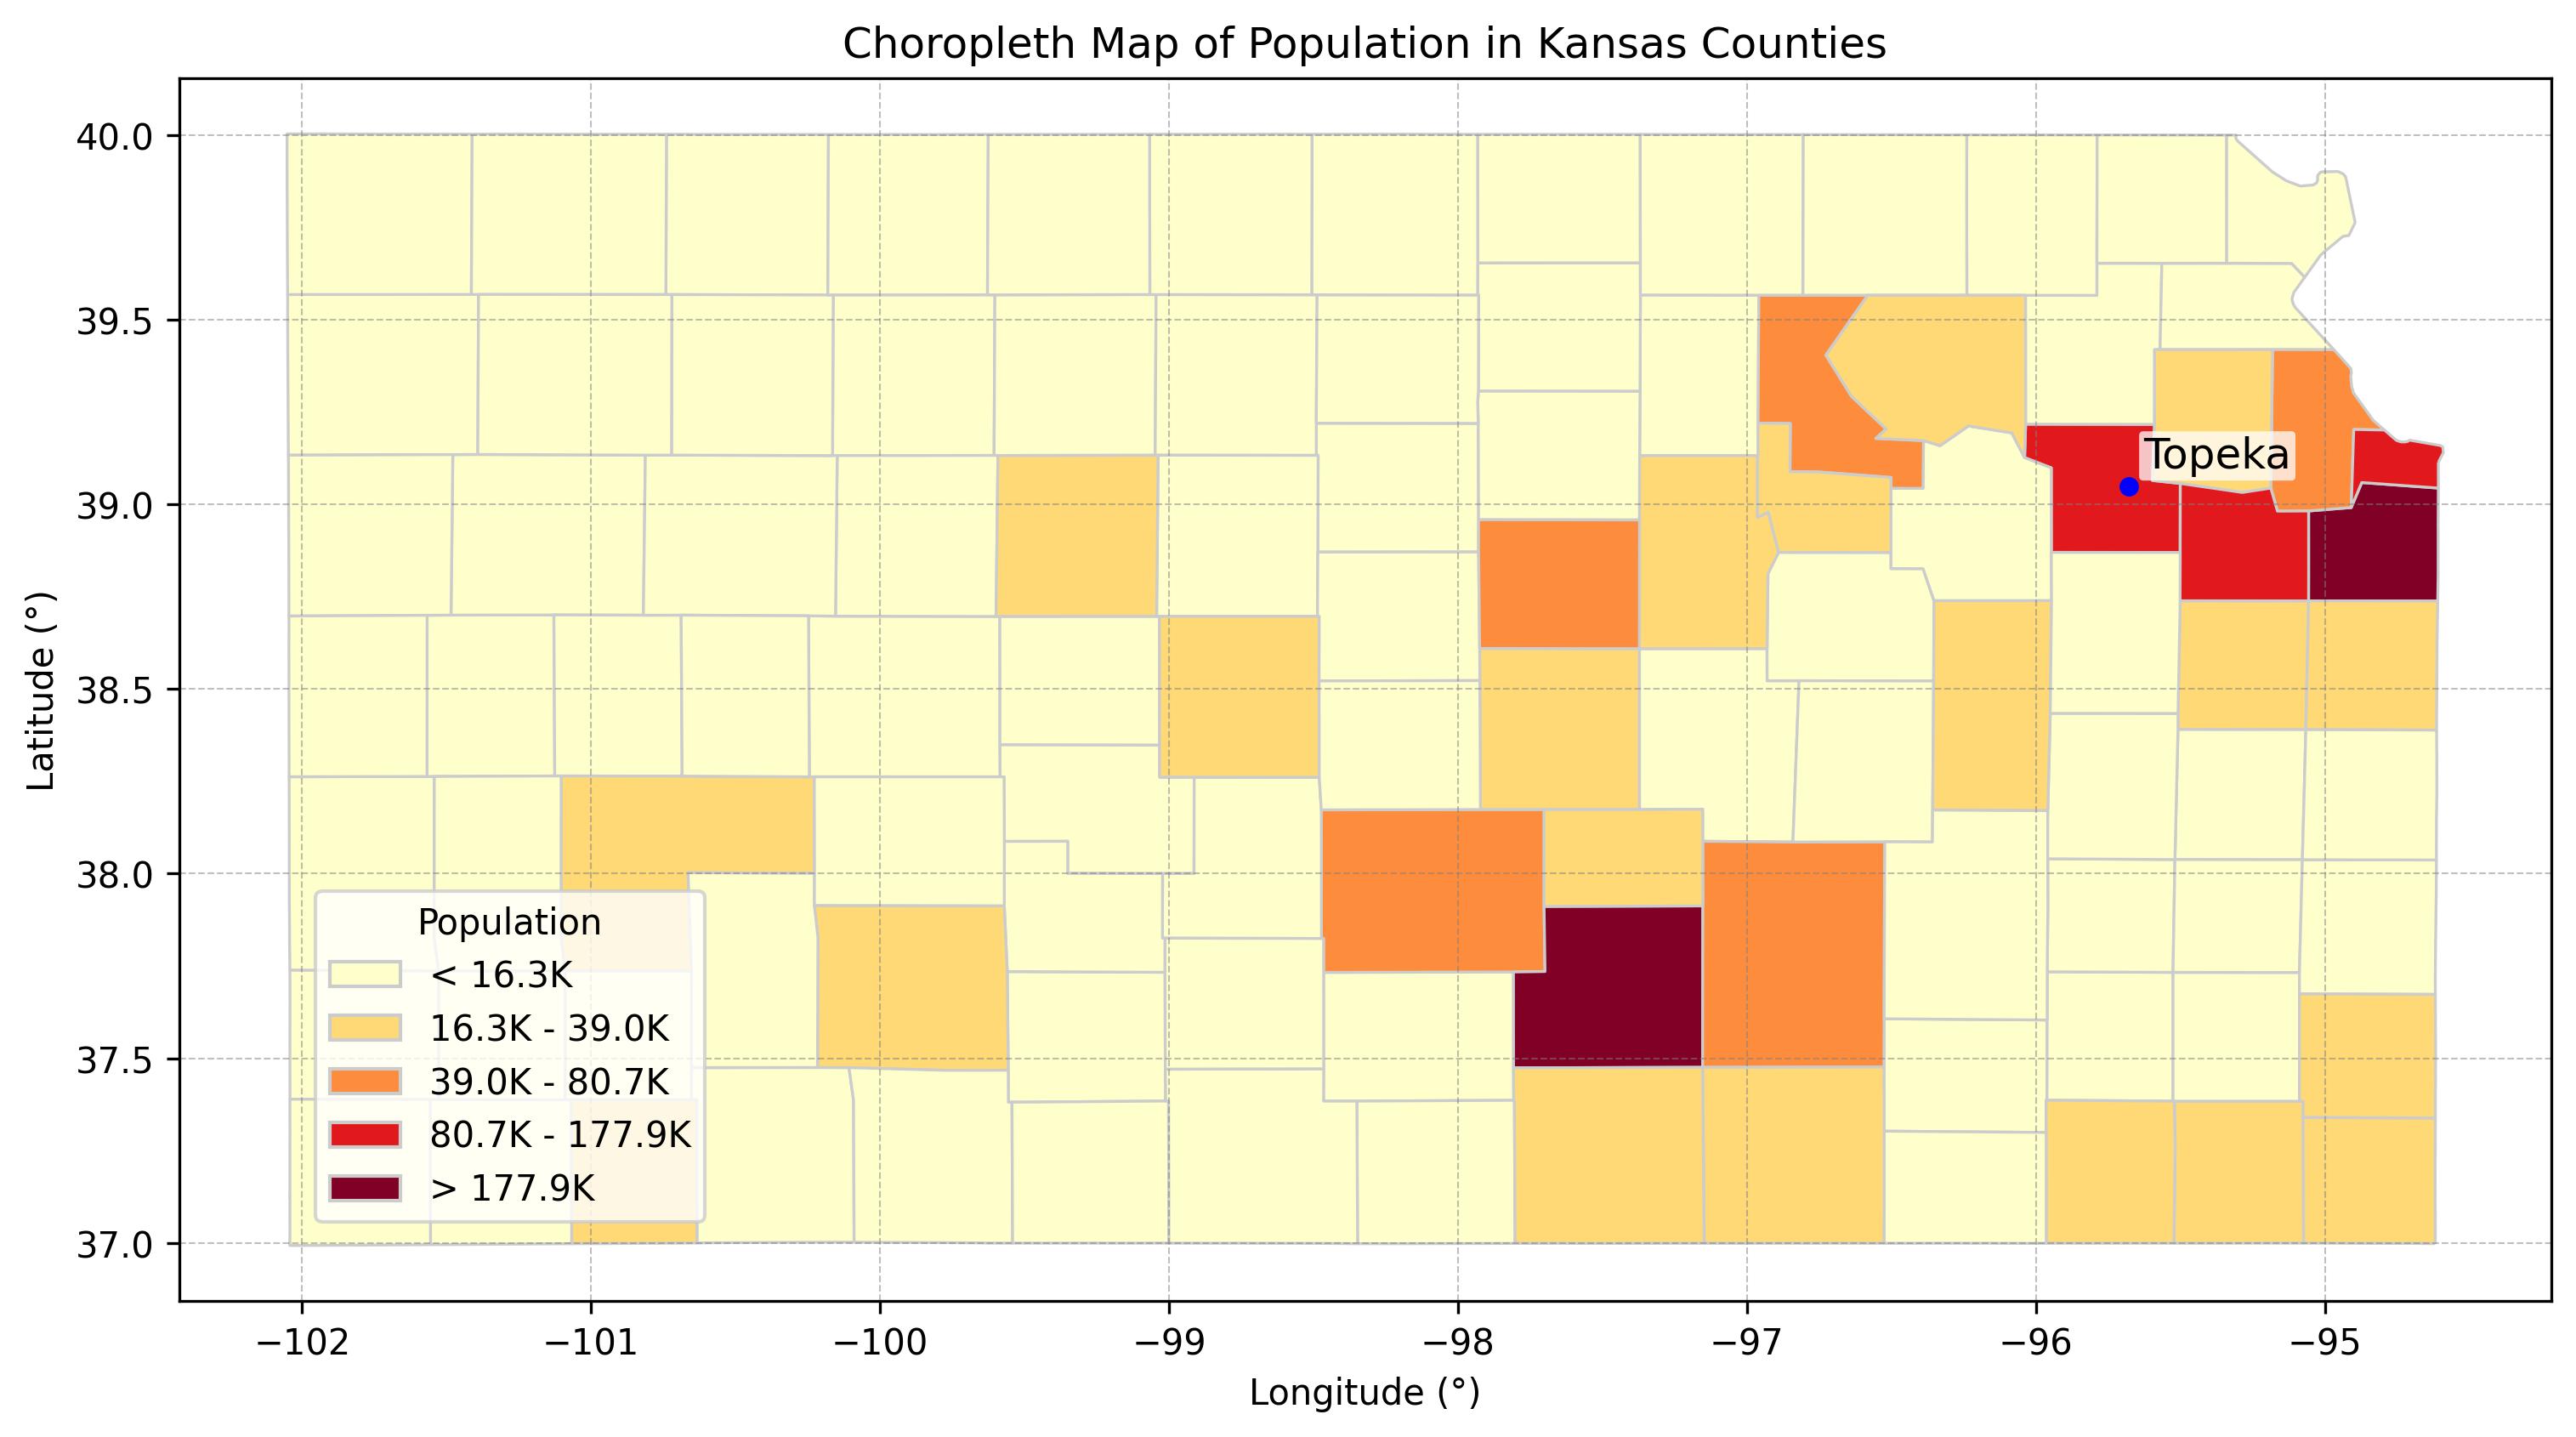 Choropleth Map of Population in Kansas Counties
40.0
39.5
39.0
38.5
38.0
37.5
37.0
Latitude (°)
Topeka
Population
< 16.3K
16.3K - 39.0K
39.0K - 80.7K
80.7K - 177.9K
> 177.9K
−102
−101
−100
−99
−98
−97
−96
−95
Longitude (°)